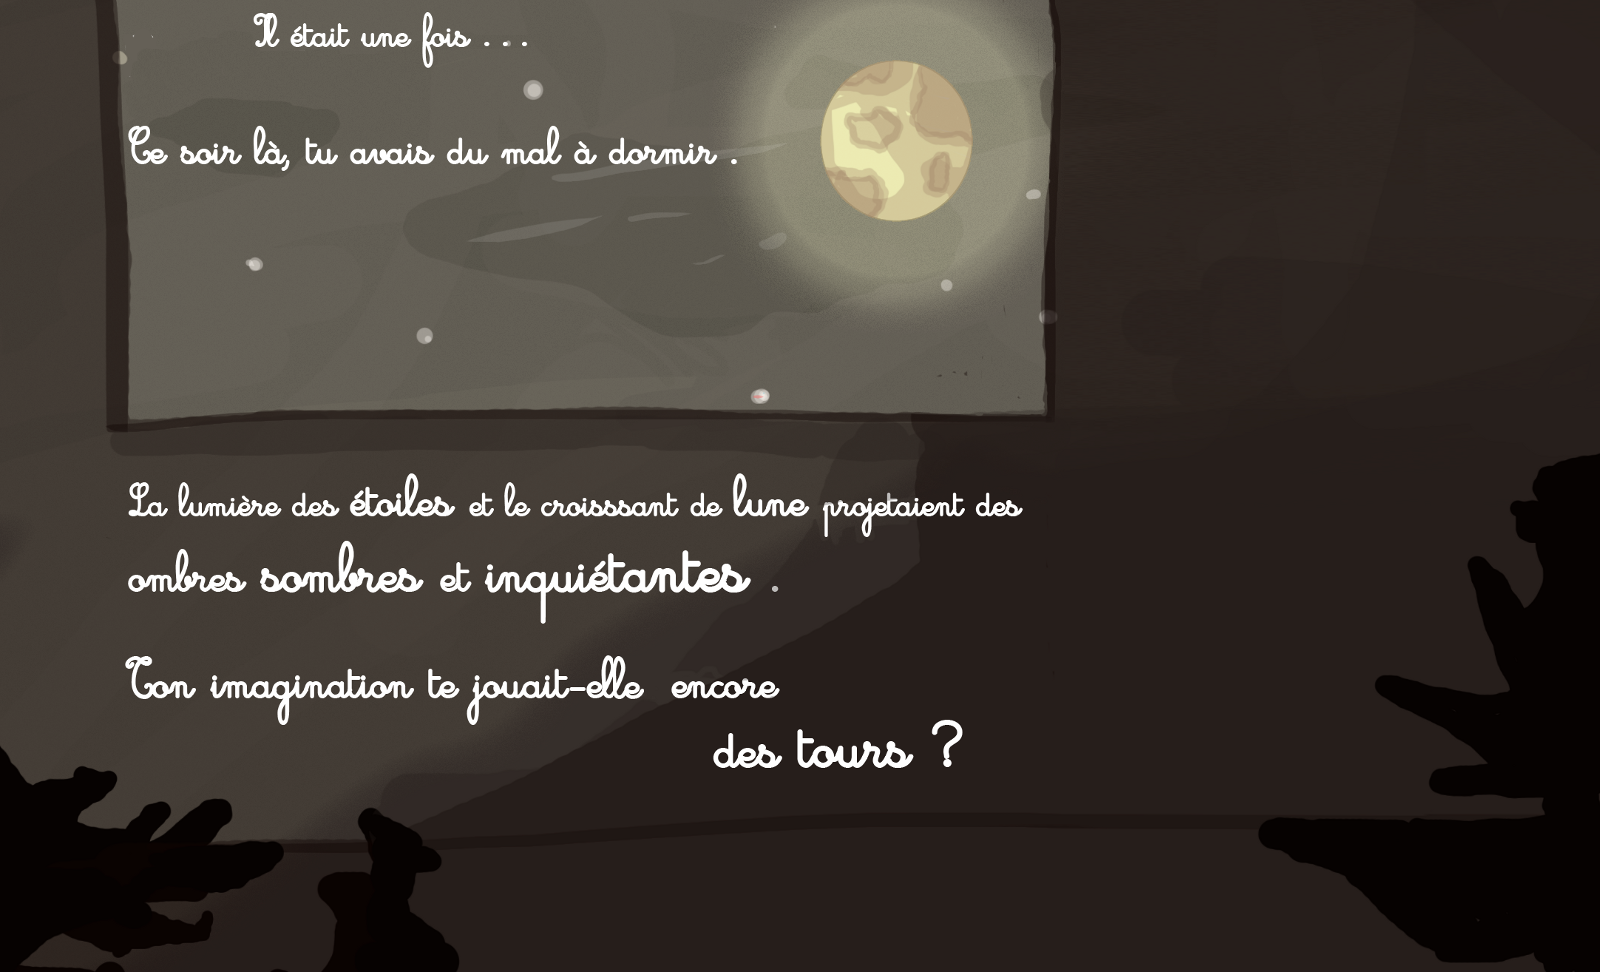 Il était une fois . . .
Ce soir là, tu avais du mal à dormir .
La lumière des étoiles et le croisssant de lune projetaient des
ombres sombres et inquiétantes .
Ton imagination te jouait-elle encore
des tours ?